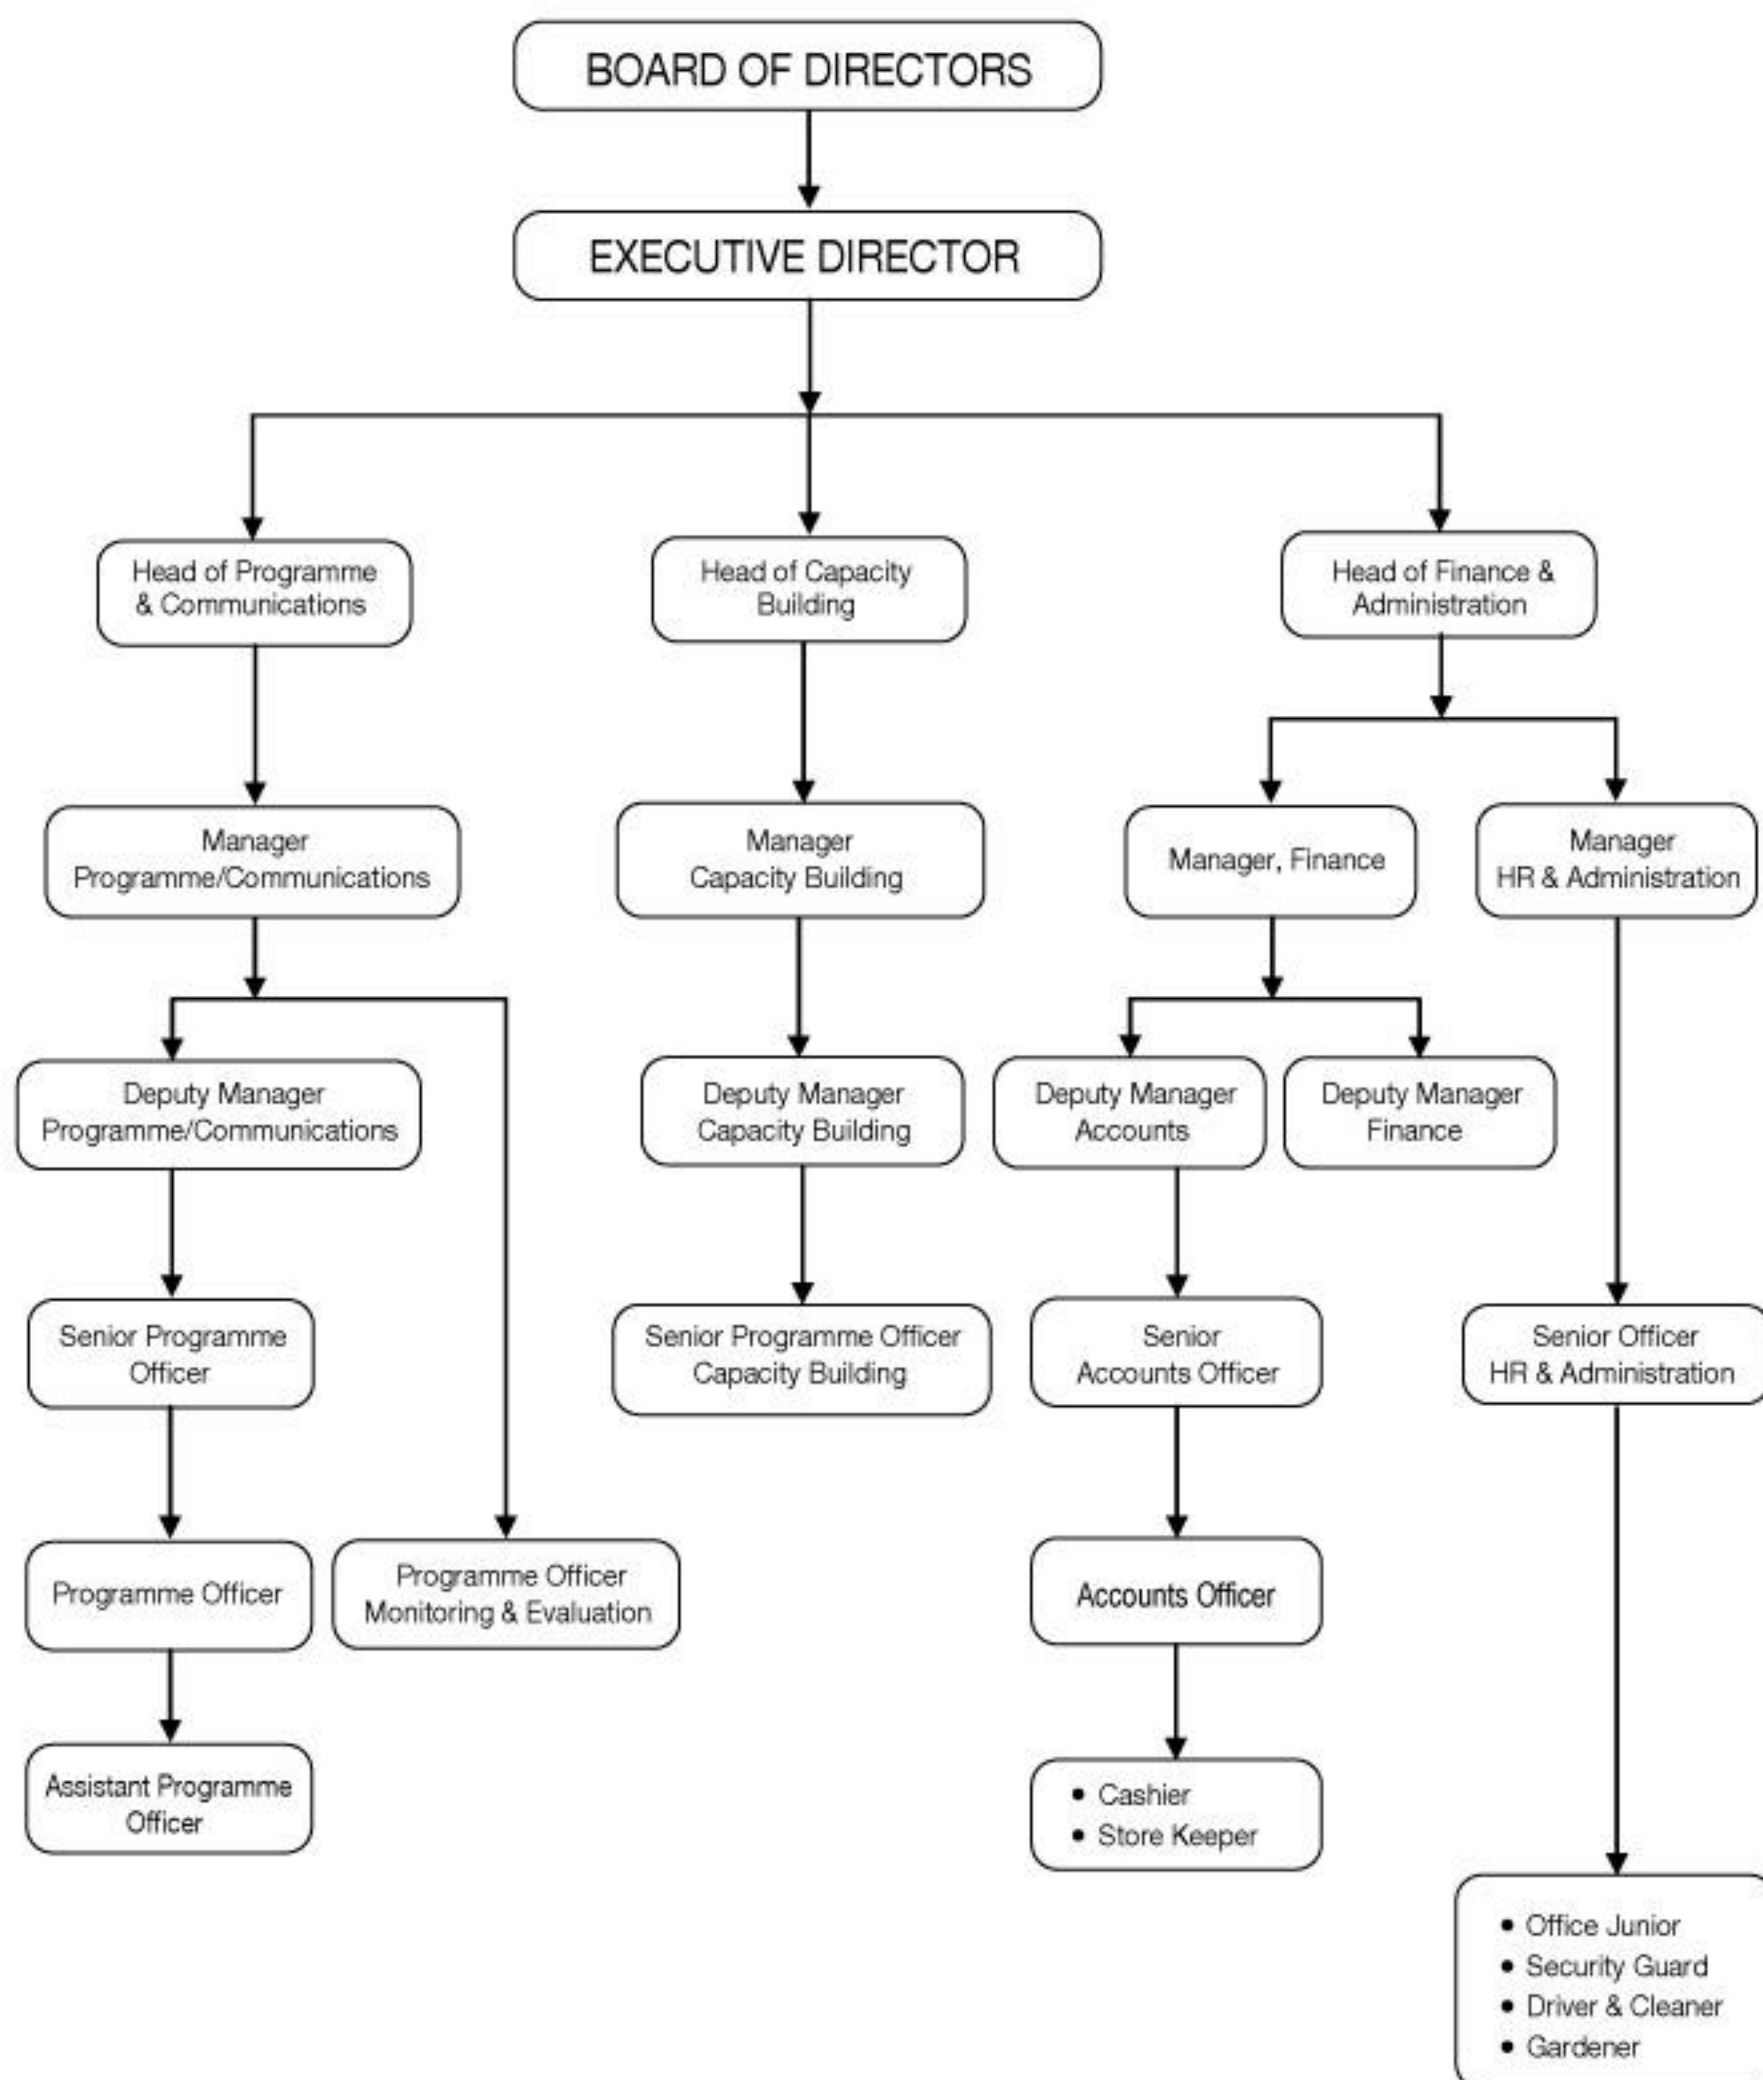 BOARD OF DIRECTORS
EXECUTIVE DIRECTOR
Head of Programme
& Communications
Head of Capacity
Building
Head of Finance &
Administration
Manager
Programme/Communications
Manager
Capacity Building
Manager, Finance
Manager
HR & Administration
Deputy Manager
Programme/Communications
Deputy Manager
Capacity Building
Deputy Manager
Accounts
Deputy Manager
Finance
Senior Programme
Officer
Senior Programme Officer
Capacity Building
Senior
Accounts Officer
Senior Officer
HR & Administration
Programme Officer
Programme Officer
Monitoring & Evaluation
Accounts Officer
Assistant Programme
Officer
• Cashier
• Store Keeper
• Office Junior
• Security Guard
• Driver & Cleaner
• Gardener